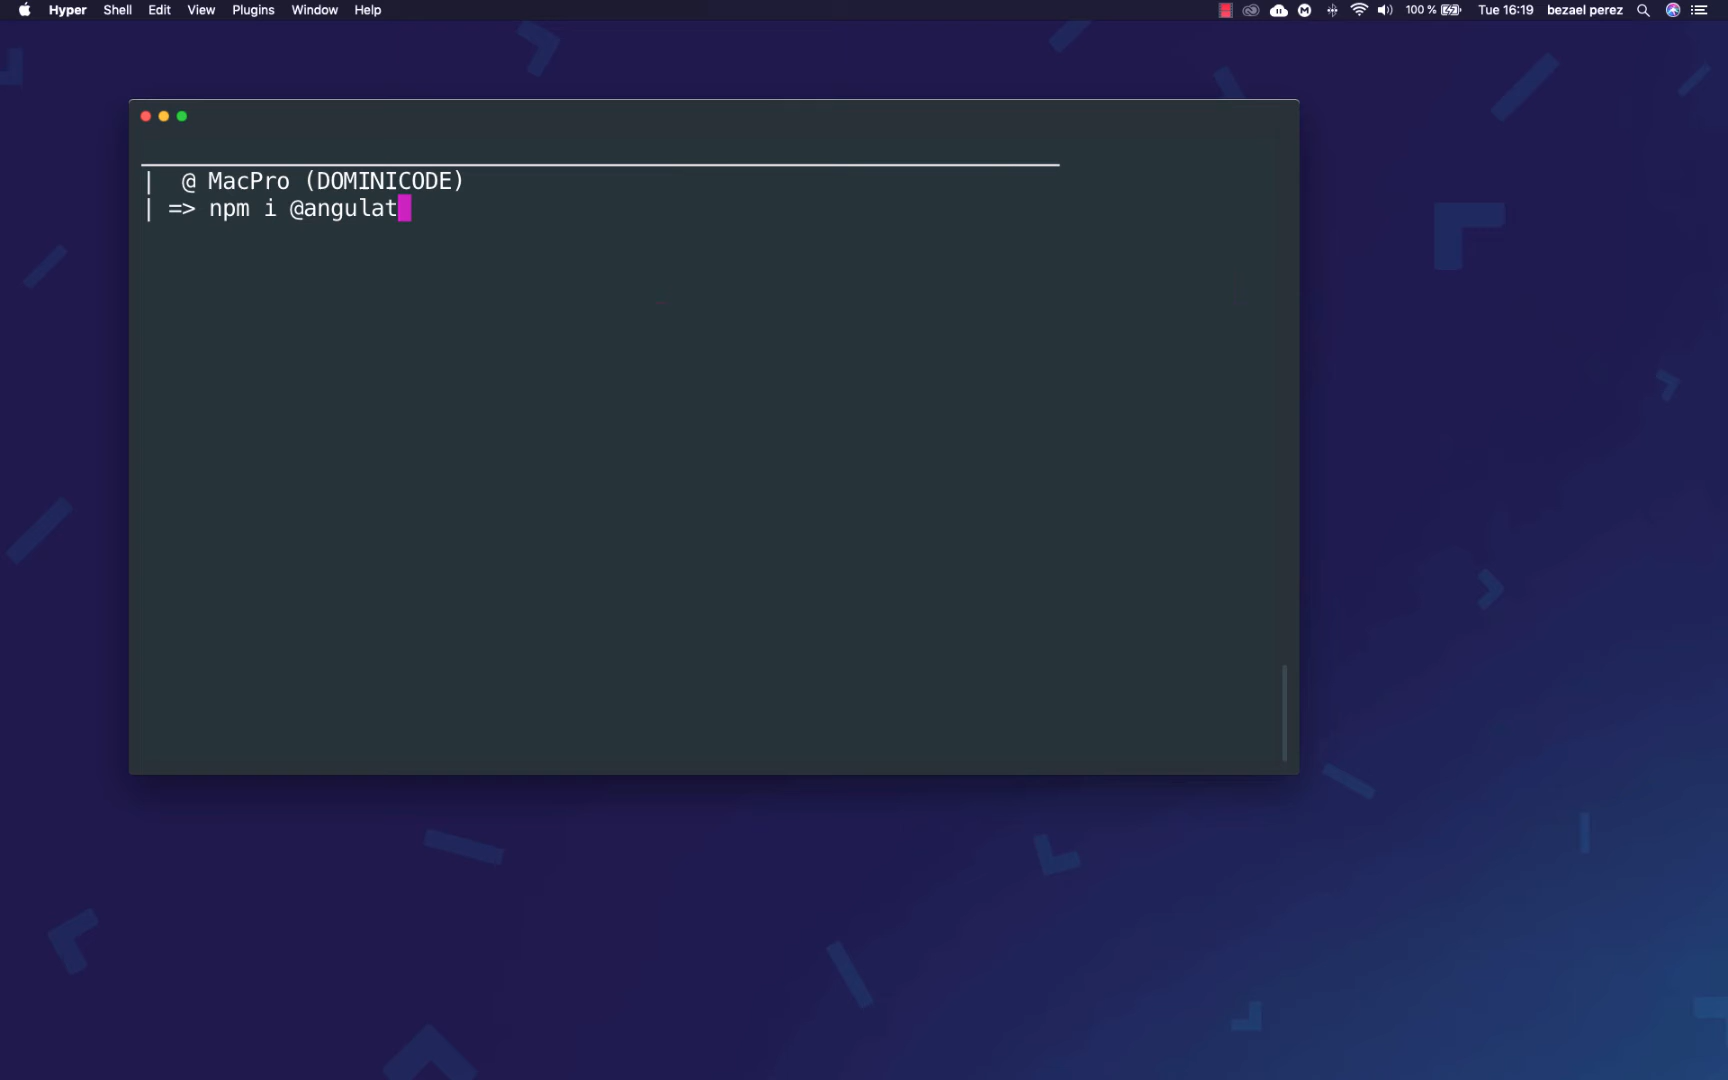 Hyper Shell Edit View Plugins Window Help 100 % Tue 16:19 bezael perez
| @ MacPro (DOMINICODE)
| => npm i @angulat